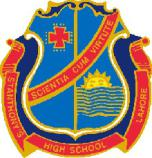 SCIENTIA CUM VIRTUTE
ST. ANTHONY'S
HIGH SCHOOL
LAHORE